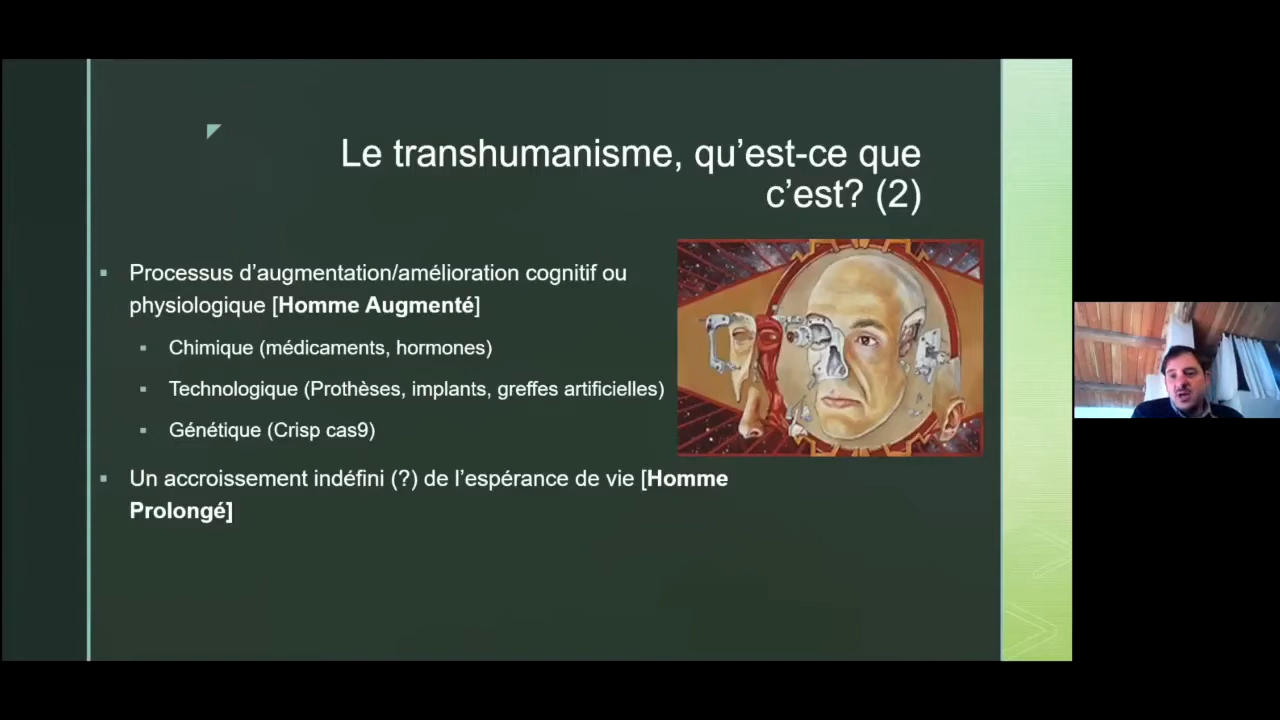 Le transhumanisme, qu’est-ce que
c’est? (2)
Processus d’augmentation/amélioration cognitif ou
physiologique [Homme Augmenté]
Chimique (médicaments, hormones)
Technologique (Prothèses, implants, greffes artificielles)
Génétique (Crisp cas9)
Un accroissement indéfini (?) de l’espérance de vie [Homme
Prolongé]